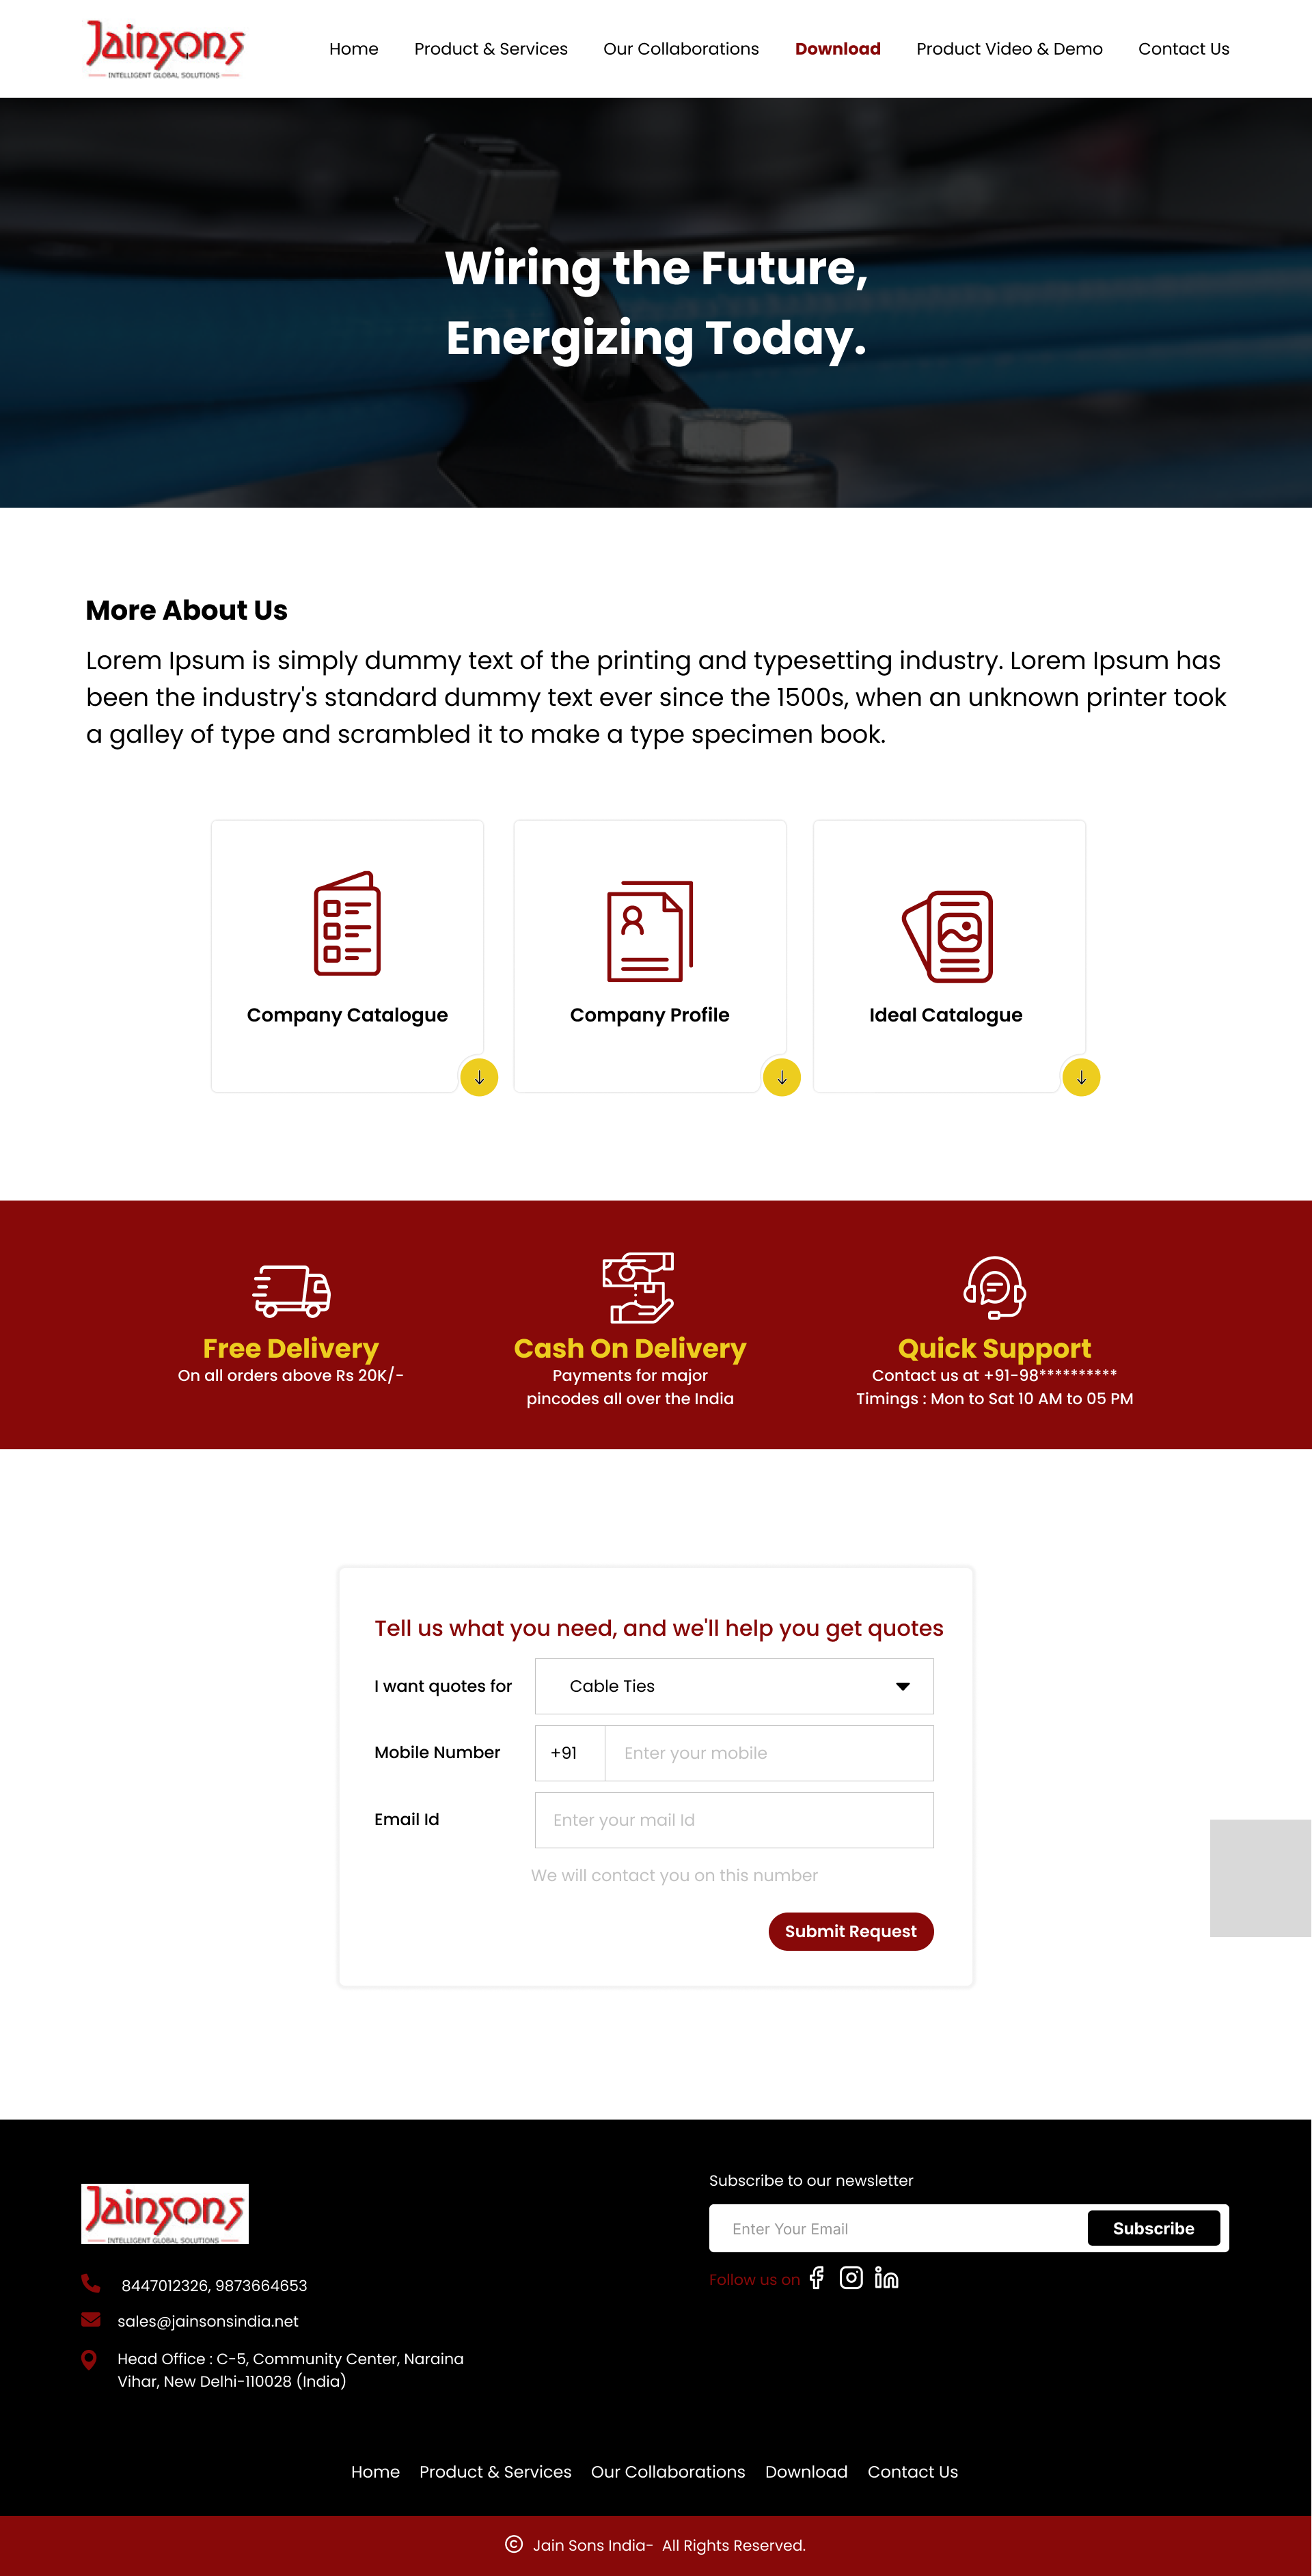 Jainsons
INTELLIGENT GLOBAL SOLUTIONS
Home Product & Services Our Collaborations Download Product Video & Demo Contact Us
Wiring the Future,
Energizing Today.
More About Us
Lorem Ipsum is simply dummy text of the printing and typesetting industry. Lorem Ipsum has
been the industry's standard dummy text ever since the 1500s, when an unknown printer took
a galley of type and scrambled it to make a type specimen book.
Company Catalogue
Company Profile
Ideal Catalogue
Free Delivery
On all orders above Rs 20K/-
Cash On Delivery
Payments for major
pincodes all over the India
Quick Support
Contact us at +91-98**********
Timings : Mon to Sat 10 AM to 05 PM
Tell us what you need, and we'll help you get quotes
I want quotes for Cable Ties
Mobile Number +91 Enter your mobile
Email Id Enter your mail Id
We will contact you on this number
Submit Request
Jainsons
INTELLIGENT GLOBAL SOLUTIONS
8447012326, 9873664653
sales@jainsonsindia.net
Head Office : C-5, Community Center, Naraina
Vihar, New Delhi-110028 (India)
Subscribe to our newsletter
Enter Your Email Subscribe
Follow us on
Home Product & Services Our Collaborations Download Contact Us
© Jain Sons India- All Rights Reserved.